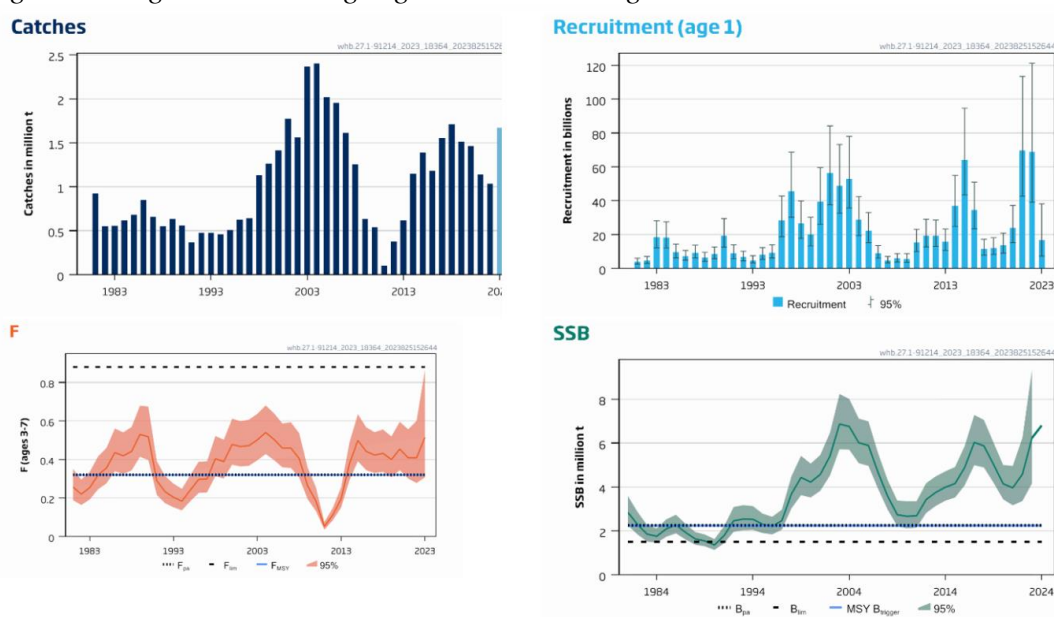 Catches
whb.27.1-91214_2023_18364_2023825152
2.5
2
1.5
1
0.5
0
Catches in million t
1983
1993
2003
2013
Recruitment (age 1)
whb.27.1-91214_2023_18364_2023825152644
120
100
80
60
40
20
0
Recruitment in billions
1983
1993
2003
2013
2023
Recruitment
95%
F
whb.27.1-91214_2023_18364_2023825152644
0.8
0.6
0.4
0.2
0
F (ages 3-7)
1983
1993
2003
2013
2023
Fpa
Flim
FMSY
95%
SSB
whb.27.1-91214_2023_18364_2023825152644
8
6
4
2
0
SSB in million t
1984
1994
2004
2014
2024
Bpa
Blim
MSY Btrigger
95%